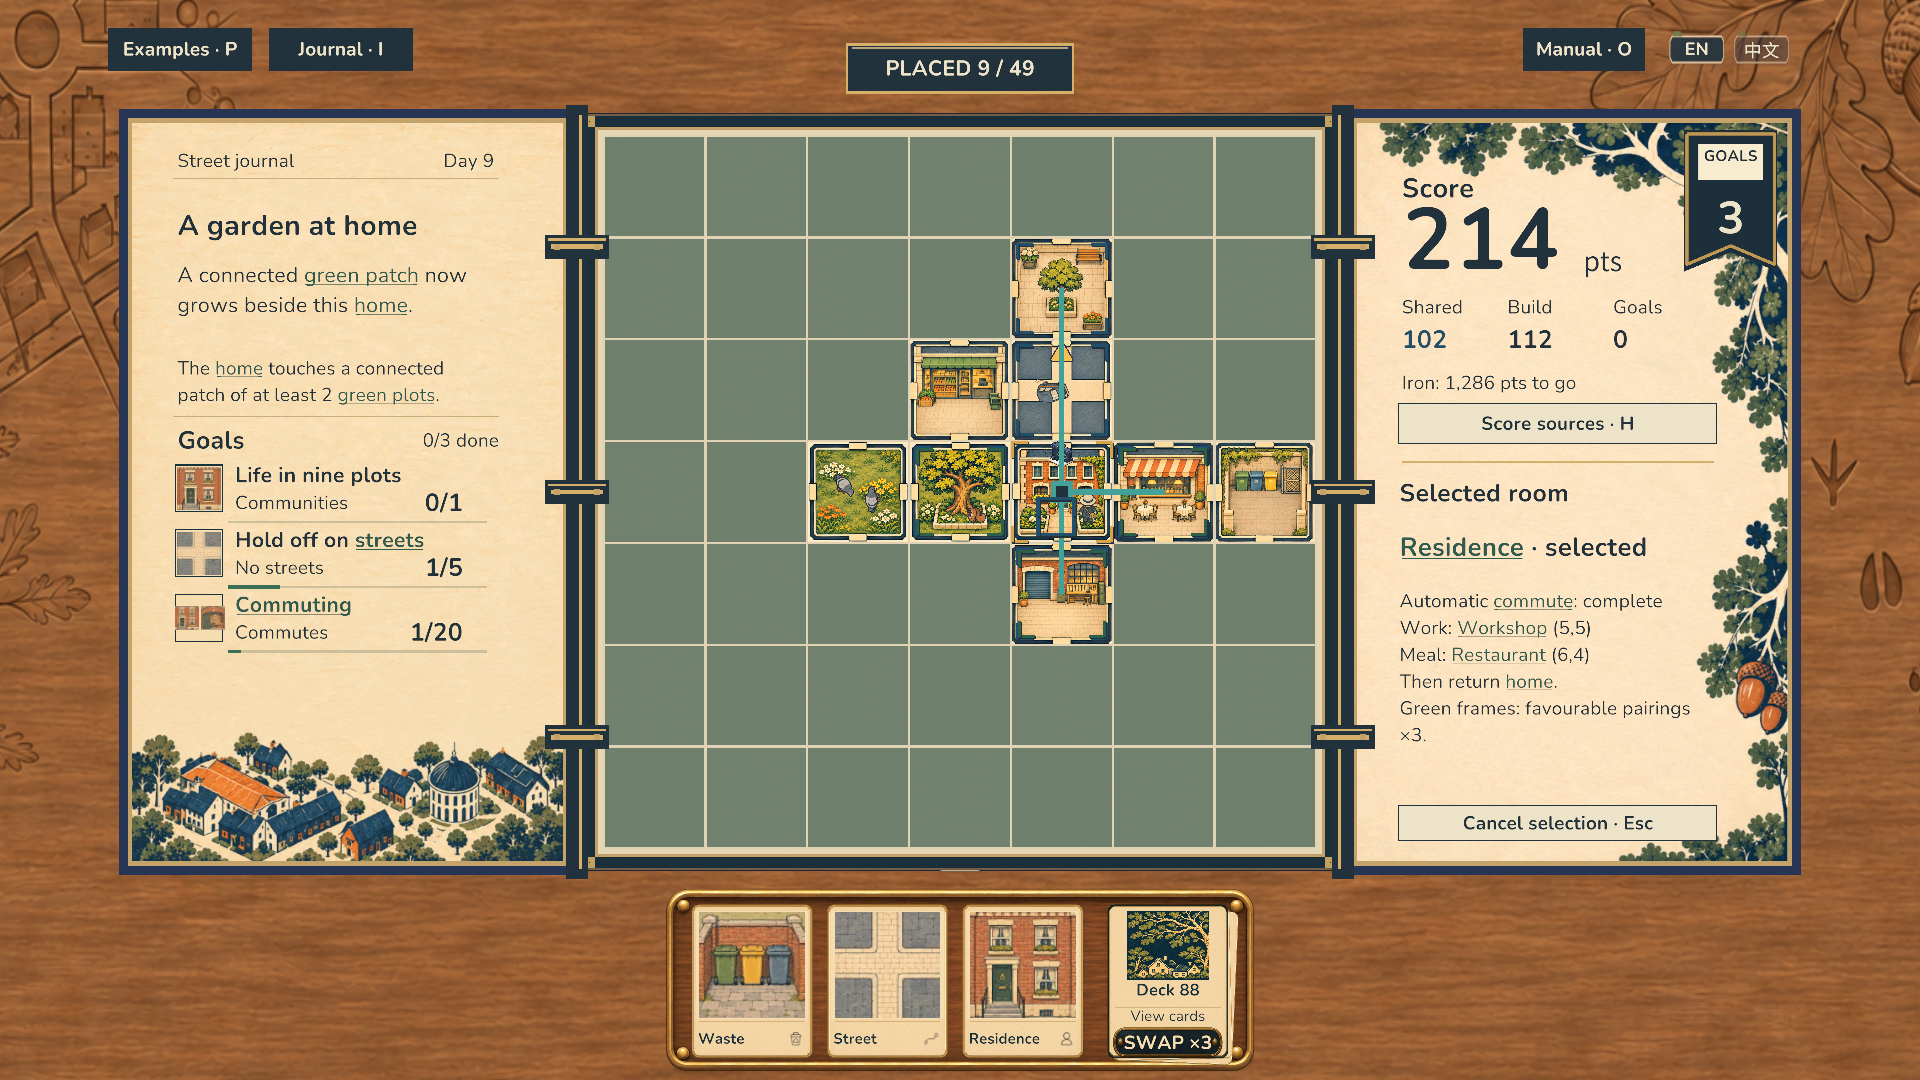 Examples · P
Journal · I
PLACED 9 / 49
Manual · O
EN
中文
Street journal
Day 9
A garden at home
A connected green patch now
grows beside this home.
The home touches a connected
patch of at least 2 green plots.
Goals
0/3 done
Life in nine plots
Communities
0/1
Hold off on streets
No streets
1/5
Commuting
Commutes
1/20
GOALS
3
Score
214 pts
Shared
Build
Goals
102
112
0
Iron: 1,286 pts to go
Score sources · H
Selected room
Residence · selected
Automatic commute: complete
Work: Workshop (5,5)
Meal: Restaurant (6,4)
Then return home.
Green frames: favourable pairings
×3.
Cancel selection · Esc
Waste
Street
Residence
Deck 88
View cards
SWAP ×3